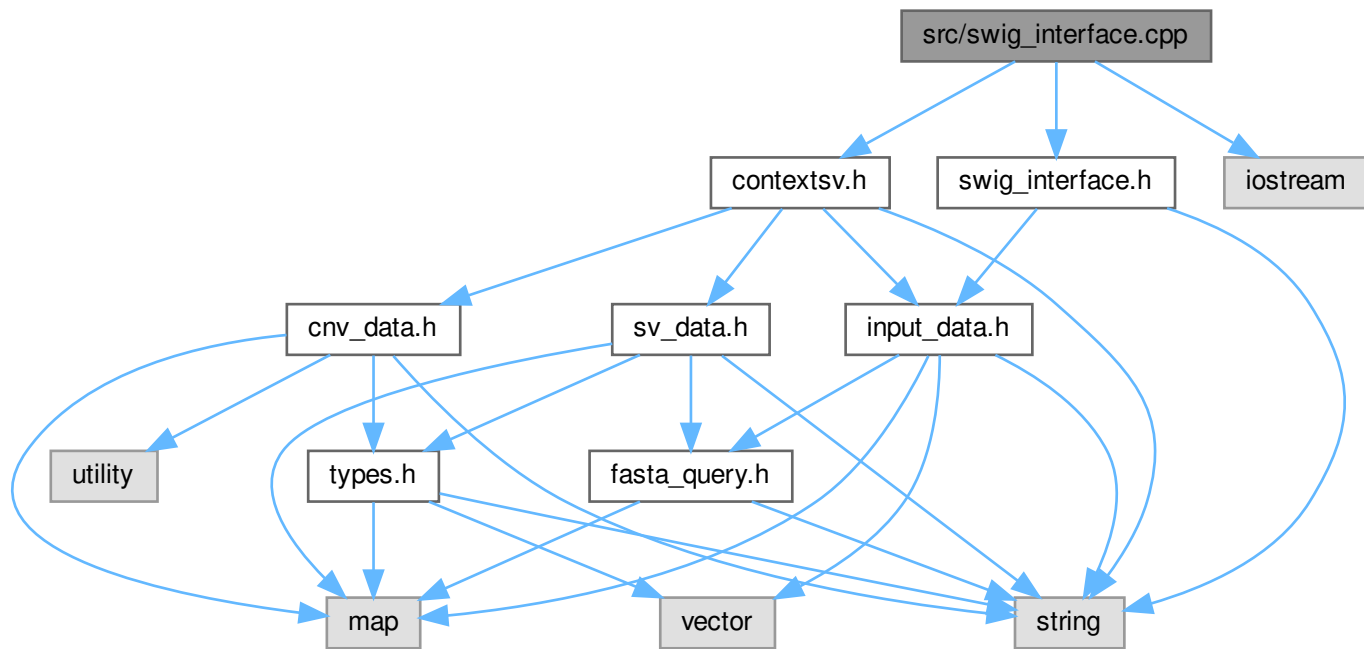 src/swig_interface.cpp
contextsv.h
swig_interface.h
iostream
cnv_data.h
sv_data.h
input_data.h
utility
types.h
fasta_query.h
map
vector
string